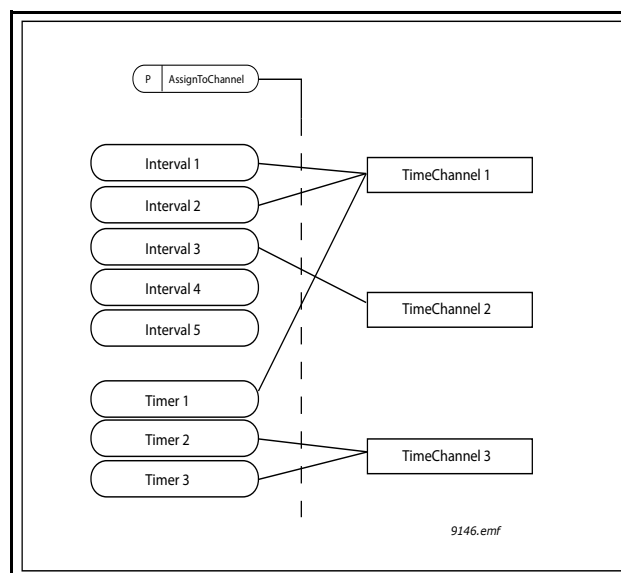 P AssignToChannel
Interval 1
Interval 2
Interval 3
Interval 4
Interval 5
Timer 1
Timer 2
Timer 3
TimeChannel 1
TimeChannel 2
TimeChannel 3
9146.emf